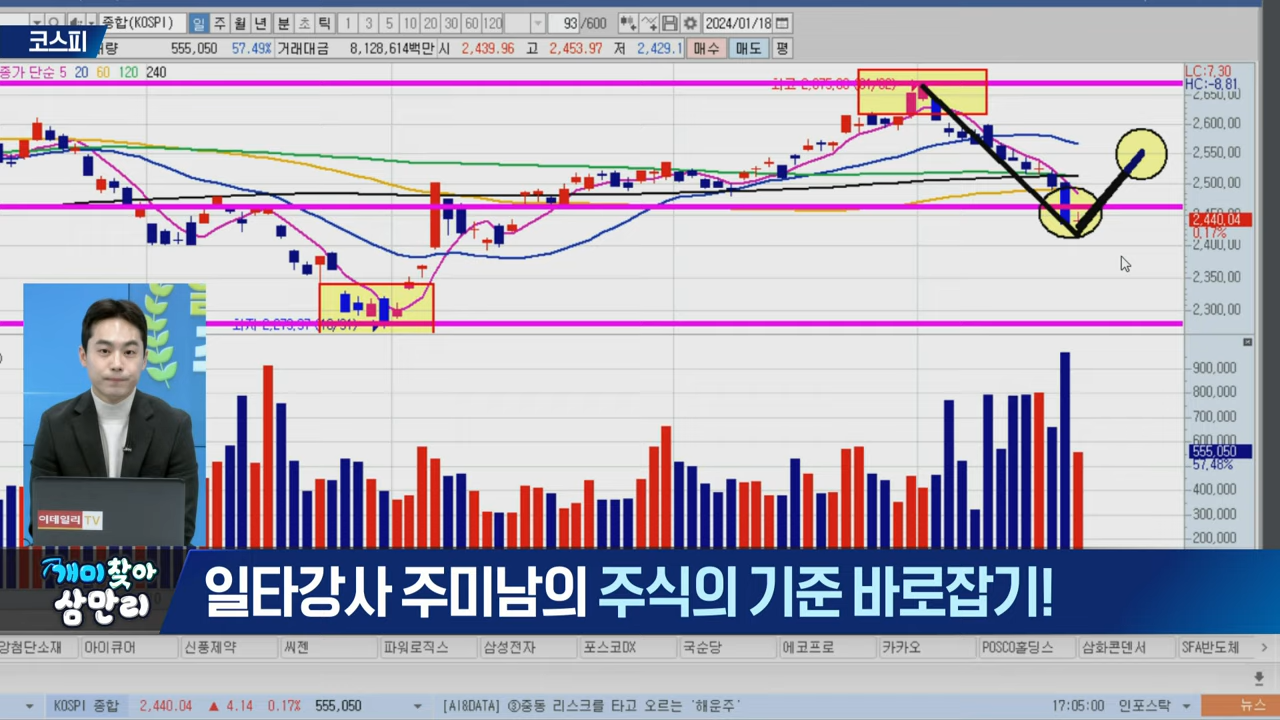 종합(KOSPI) 일 주 월 년 분 초 틱 1 3 5 10 20 30 60 120 93 /600 2024/01/18
코스피
555,050 57.49% 거래대금 8,128,614백만 시 2,439.96 고 2,453.97 저 2,429.1 매수 매도 평
종가 단순 5 20 60 120 240
LC:7.30
HC:-8.81
2,650.00
2,600.00
2,550.00
2,500.00
2,440.04
0.17%
2,400.00
2,350.00
2,300.00
900,000
800,000
700,000
600,000
555,050
57.48%
400,000
300,000
200,000
이데일리 TV
개미찾아
삼만리
일타강사 주미남의 주식의 기준 바로잡기!
아이큐어 신풍제약 씨젠 파워로직스 삼성전자 포스코DX 국순당 에코프로 카카오 POSCO홀딩스 삼화콘덴서 SFA반도체
KOSPI 종합 2,440.04 ▲ 4.14 0.17% 555,050 [AI8DATA] 중동 리스크를 타고 오르는 '해운주' 17:05:00 인포스탁 뉴스